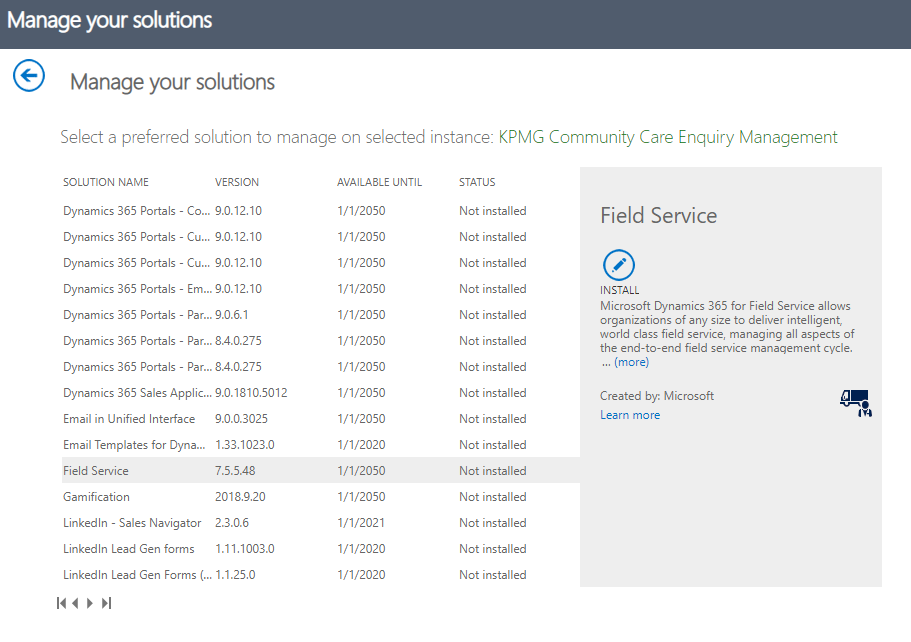 Manage your solutions
Manage your solutions
Select a preferred solution to manage on selected instance: KPMG Community Care Enquiry Management
SOLUTION NAME VERSION AVAILABLE UNTIL STATUS
Dynamics 365 Portals - Co... 9.0.12.10 1/1/2050 Not installed
Dynamics 365 Portals - Cu... 9.0.12.10 1/1/2050 Not installed
Dynamics 365 Portals - Cu... 9.0.12.10 1/1/2050 Not installed
Dynamics 365 Portals - Em... 9.0.12.10 1/1/2050 Not installed
Dynamics 365 Portals - Par... 9.0.6.1 1/1/2050 Not installed
Dynamics 365 Portals - Par... 8.4.0.275 1/1/2050 Not installed
Dynamics 365 Portals - Par... 8.4.0.275 1/1/2050 Not installed
Dynamics 365 Sales Applic... 9.0.1810.5012 1/1/2050 Not installed
Email in Unified Interface 9.0.0.3025 1/1/2050 Not installed
Email Templates for Dyna... 1.33.1023.0 1/1/2020 Not installed
Field Service 7.5.5.48 1/1/2050 Not installed
Gamification 2018.9.20 1/1/2050 Not installed
LinkedIn - Sales Navigator 2.3.0.6 1/1/2021 Not installed
LinkedIn Lead Gen forms 1.11.1003.0 1/1/2020 Not installed
LinkedIn Lead Gen Forms (... 1.1.25.0 1/1/2020 Not installed
Field Service
INSTALL
Microsoft Dynamics 365 for Field Service allows
organizations of any size to deliver intelligent,
world class field service, managing all aspects of
the end-to-end field service management cycle.
... (more)
Created by: Microsoft
Learn more